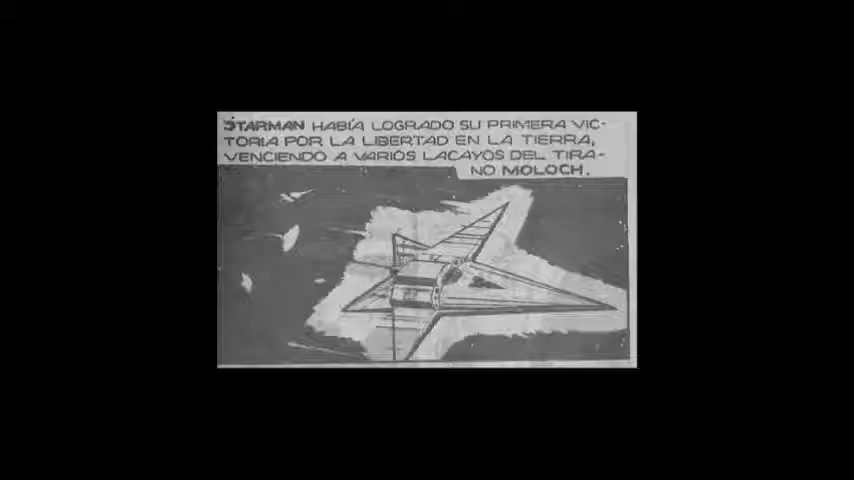 STARMAN HABÍA LOGRADO SU PRIMERA VIC-
TORIA POR LA LIBERTAD EN LA TIERRA,
VENCIENDO A VARIOS LACAYOS DEL TIRA-
NO MOLOCH.